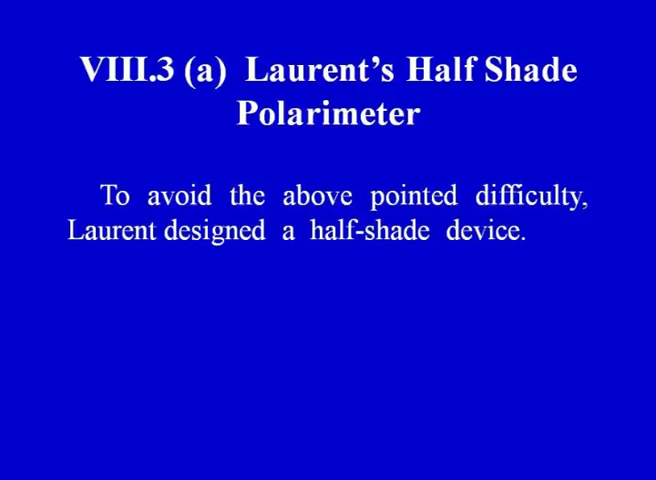 VIII.3 (a) Laurent’s Half Shade
Polarimeter
To avoid the above pointed difficulty,
Laurent designed a half-shade device.